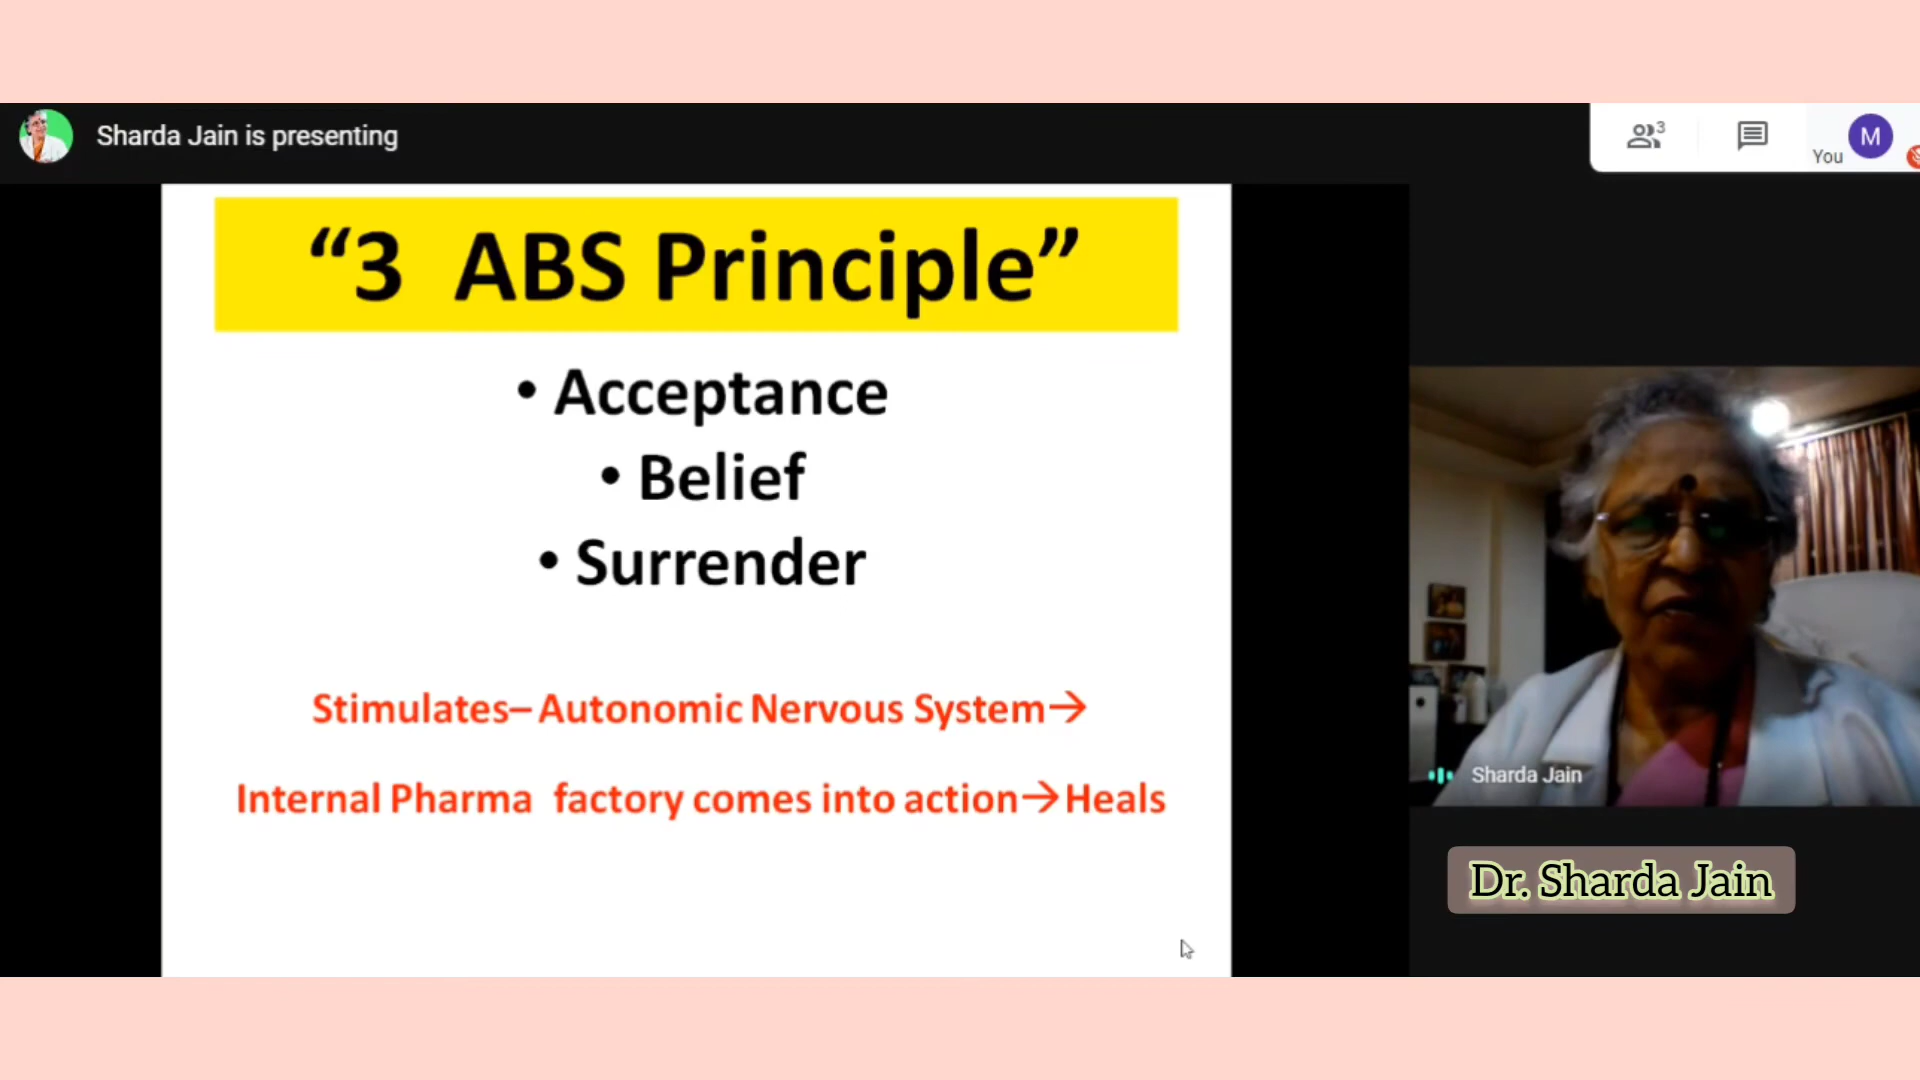 Sharda Jain is presenting
3
You
M
“3 ABS Principle”
• Acceptance
• Belief
• Surrender
Stimulates– Autonomic Nervous System→
Internal Pharma factory comes into action→Heals
Sharda Jain
Dr. Sharda Jain